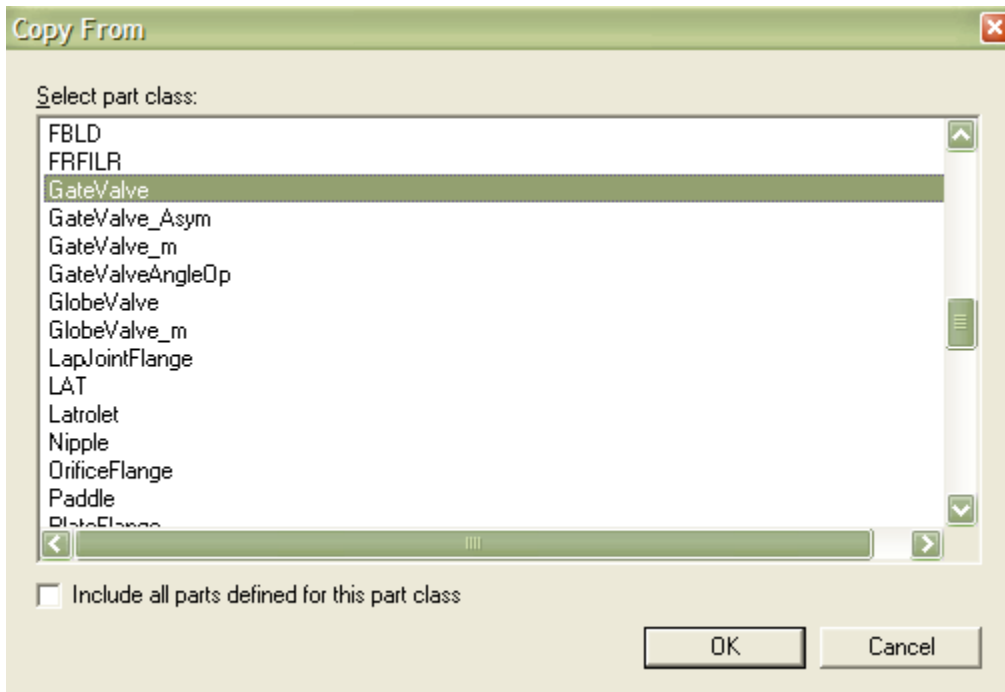 Copy From
Select part class:
FBLD
FRFILR
GateValve
GateValve_Asym
GateValve_m
GateValveAngleOp
GlobeValve
GlobeValve_m
LapJointFlange
LAT
Latrolet
Nipple
OrificeFlange
Paddle
PlateFlange
Include all parts defined for this part class
OK
Cancel